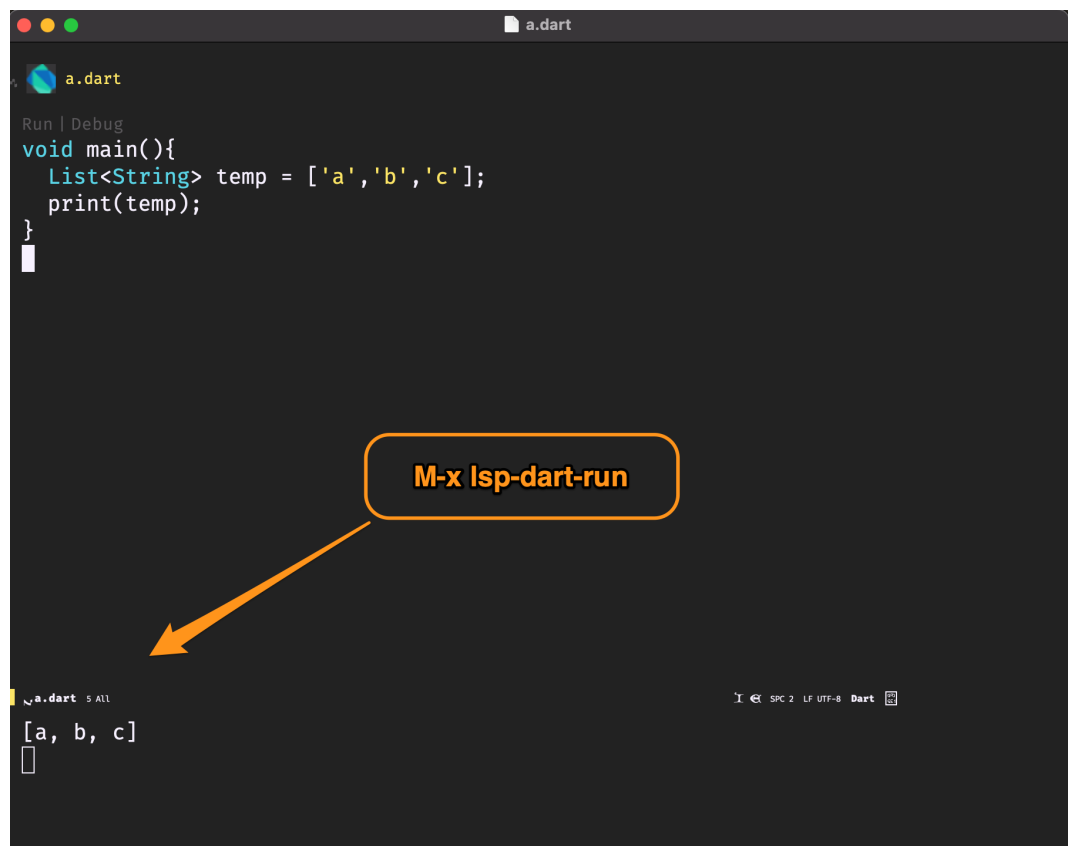 a.dart
a.dart
Run | Debug
void main(){
  List<String> temp = ['a','b','c'];
  print(temp);
}
M-x lsp-dart-run
a.dart 5 All SPC 2 LF UTF-8 Dart
[a, b, c]